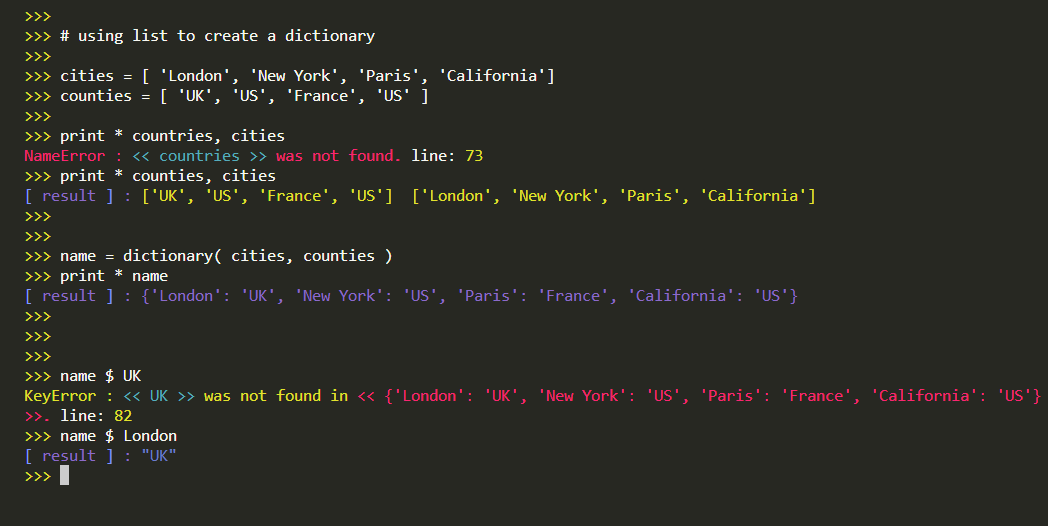 >>>
>>> # using list to create a dictionary
>>>
>>> cities = [ 'London', 'New York', 'Paris', 'California']
>>> counties = [ 'UK', 'US', 'France', 'US' ]
>>>
>>> print * countries, cities
NameError : << countries >> was not found. line: 73
>>> print * counties, cities
[ result ] : ['UK', 'US', 'France', 'US']  ['London', 'New York', 'Paris', 'California']
>>>
>>>
>>> name = dictionary( cities, counties )
>>> print * name
[ result ] : {'London': 'UK', 'New York': 'US', 'Paris': 'France', 'California': 'US'}
>>>
>>>
>>>
>>> name $ UK
KeyError : << UK >> was not found in << {'London': 'UK', 'New York': 'US', 'Paris': 'France', 'California': 'US'}
>>. line: 82
>>> name $ London
[ result ] : "UK"
>>>